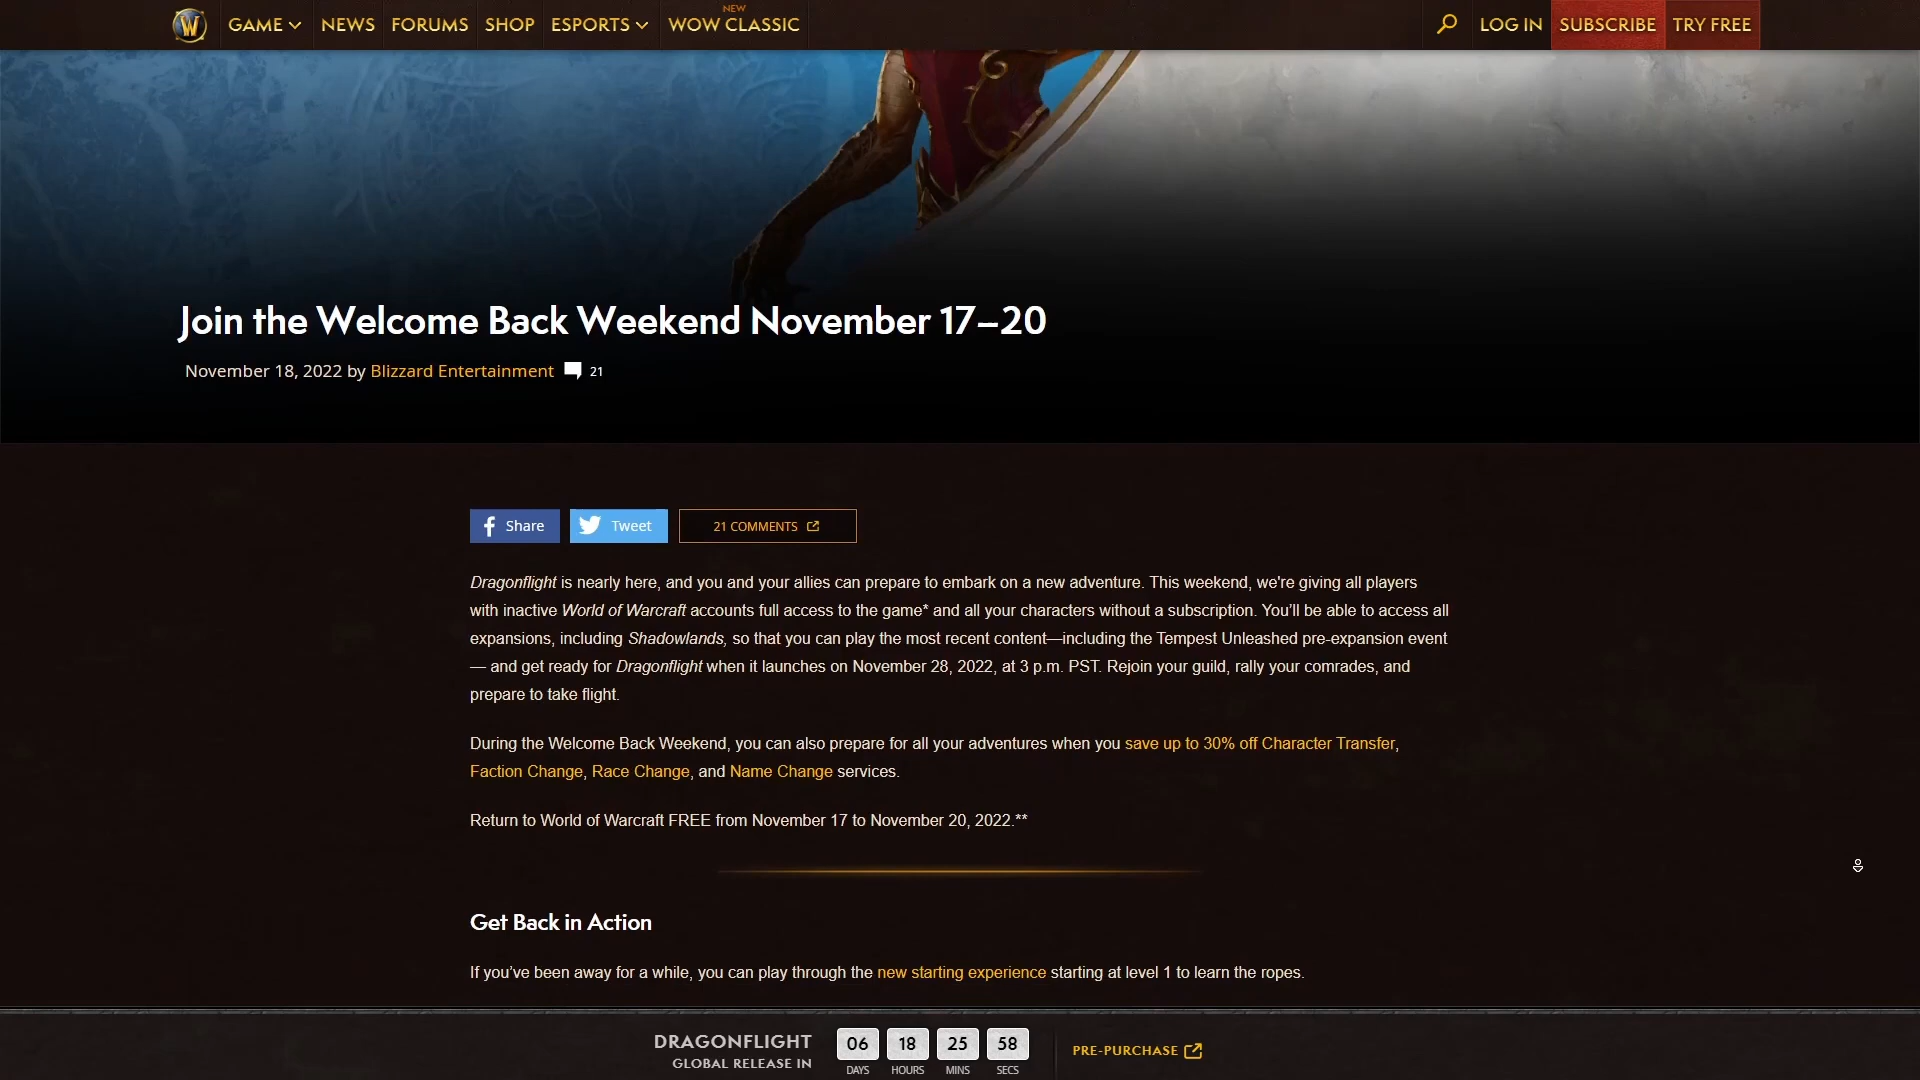 W
GAME
NEWS
FORUMS
SHOP
ESPORTS
NEW
WOW CLASSIC
LOG IN
SUBSCRIBE
TRY FREE
Join the Welcome Back Weekend November 17–20
November 18, 2022 by Blizzard Entertainment 21
Share
Tweet
21 COMMENTS
Dragonflight is nearly here, and you and your allies can prepare to embark on a new adventure. This weekend, we're giving all players
with inactive World of Warcraft accounts full access to the game* and all your characters without a subscription. You’ll be able to access all
expansions, including Shadowlands, so that you can play the most recent content—including the Tempest Unleashed pre-expansion event
— and get ready for Dragonflight when it launches on November 28, 2022, at 3 p.m. PST. Rejoin your guild, rally your comrades, and
prepare to take flight.
During the Welcome Back Weekend, you can also prepare for all your adventures when you save up to 30% off Character Transfer,
Faction Change, Race Change, and Name Change services.
Return to World of Warcraft FREE from November 17 to November 20, 2022.**
Get Back in Action
If you’ve been away for a while, you can play through the new starting experience starting at level 1 to learn the ropes.
DRAGONFLIGHT
GLOBAL RELEASE IN
06 18 25 58
DAYS HOURS MINS SECS
PRE-PURCHASE